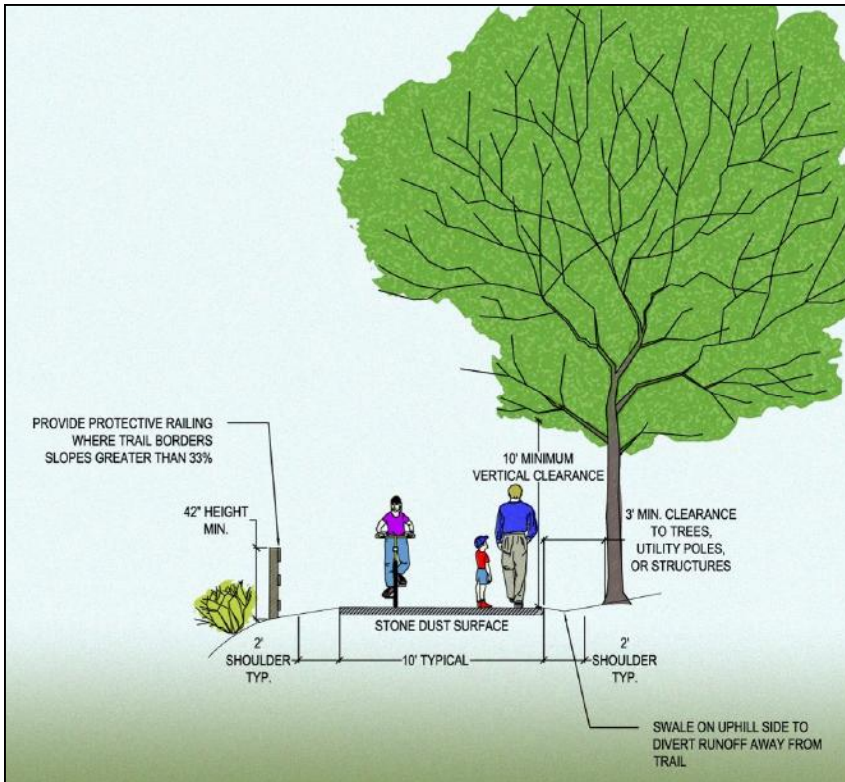 PROVIDE PROTECTIVE RAILING
WHERE TRAIL BORDERS
SLOPES GREATER THAN 33%
42" HEIGHT
MIN.
10' MINIMUM
VERTICAL CLEARANCE
3' MIN. CLEARANCE
TO TREES,
UTILITY POLES,
OR STRUCTURES
STONE DUST SURFACE
2'
SHOULDER
TYP.
10' TYPICAL
2'
SHOULDER
TYP.
SWALE ON UPHILL SIDE TO
DIVERT RUNOFF AWAY FROM
TRAIL